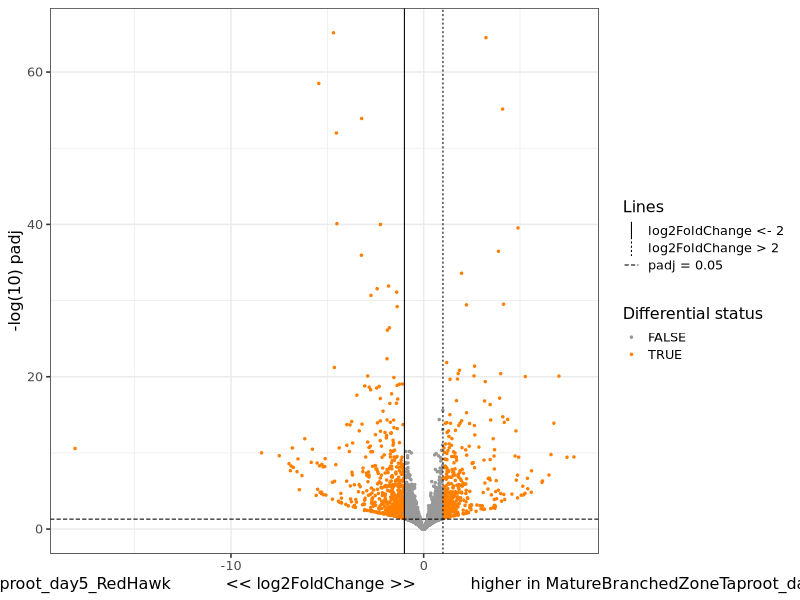 60
40
20
0
-log(10) padj
-10
0
proot_day5_RedHawk << log2FoldChange >> higher in MatureBranchedZoneTaproot_da
Lines
log2FoldChange <- 2
log2FoldChange > 2
padj = 0.05
Differential status
FALSE
TRUE